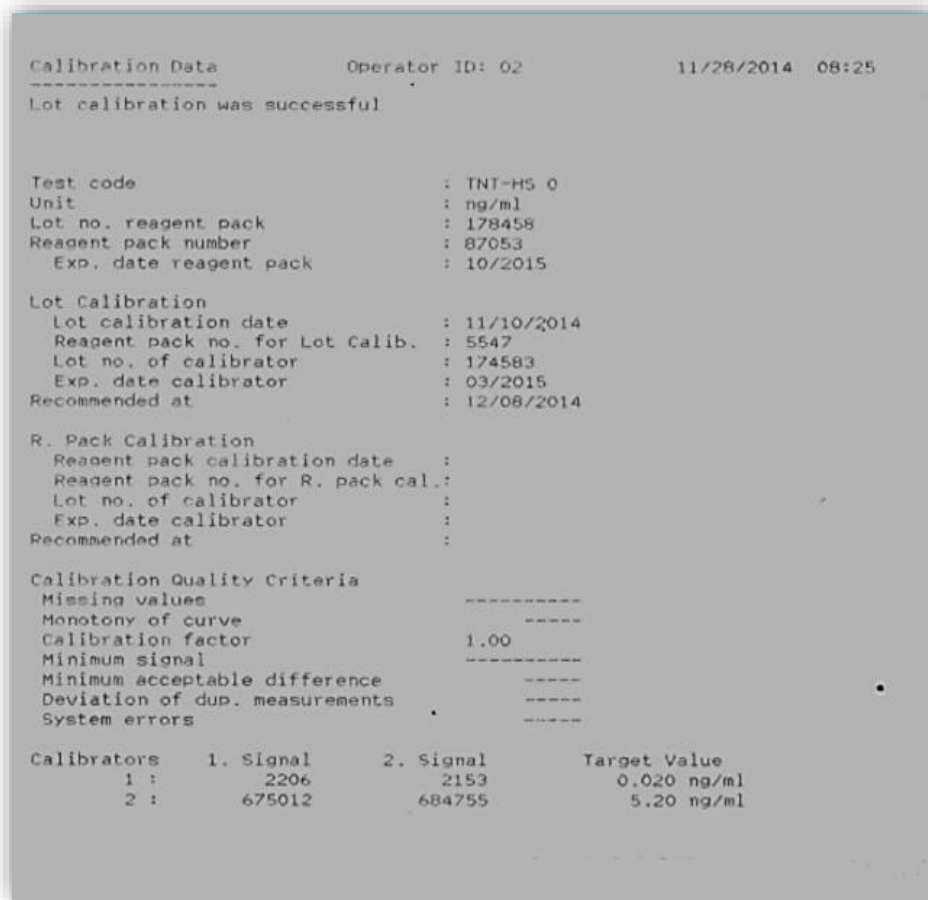 Calibration Data Operator ID: 02 11/28/2014 08:25
----------------
Lot calibration was successful
Test code : TNT-HS 0
Unit : ng/ml
Lot no. reagent pack : 178458
Reagent pack number : 87053
Exp. date reagent pack : 10/2015
Lot Calibration
Lot calibration date : 11/10/2014
Reagent pack no. for Lot Calib. : 5547
Lot no. of calibrator : 174583
Exp. date calibrator : 03/2015
Recommended at : 12/08/2014
R. Pack Calibration
Reagent pack calibration date :
Reagent pack no. for R. pack cal.:
Lot no. of calibrator :
Exp. date calibrator :
Recommended at :
Calibration Quality Criteria
Missing values ----------
Monotony of curve -----
Calibration factor 1.00
Minimum signal ----------
Minimum acceptable difference -----
Deviation of dup. measurements -----
System errors -----
Calibrators 1. Signal 2. Signal Target Value
1 : 2206 2153 0.020 ng/ml
2 : 675012 684755 5.20 ng/ml